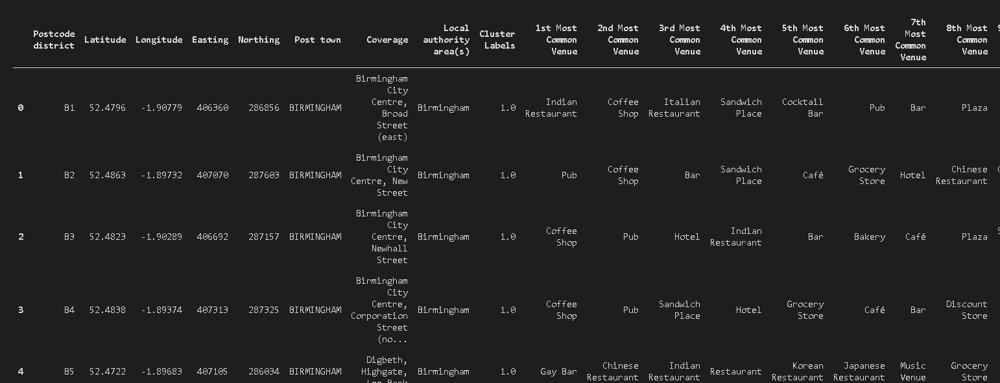 Postcode
district
Latitude
Longitude
Easting
Northing
Post town
Coverage
Local
authority
area(s)
Cluster
Labels
1st Most
Common
Venue
2nd Most
Common
Venue
3rd Most
Common
Venue
4th Most
Common
Venue
5th Most
Common
Venue
6th Most
Common
Venue
7th
Most
Common
Venue
8th Most
Common
Venue
0
B1
52.4796
-1.90779
406360
286856
BIRMINGHAM
Birmingham
City
Centre,
Broad
Street
(east)
Birmingham
1.0
Indian
Restaurant
Coffee
Shop
Italian
Restaurant
Sandwich
Place
Cocktail
Bar
Pub
Bar
Plaza
1
B2
52.4863
-1.89732
407070
287603
BIRMINGHAM
Birmingham
City
Centre, New
Street
Birmingham
1.0
Pub
Coffee
Shop
Bar
Sandwich
Place
Café
Grocery
Store
Hotel
Chinese
Restaurant
2
B3
52.4823
-1.90289
406692
287157
BIRMINGHAM
Birmingham
City
Centre,
Newhall
Street
Birmingham
1.0
Coffee
Shop
Pub
Hotel
Indian
Restaurant
Bar
Bakery
Café
Plaza
3
B4
52.4838
-1.89374
407313
287325
BIRMINGHAM
Birmingham
City
Centre,
Corporation
Street
(no...
Birmingham
1.0
Coffee
Shop
Pub
Sandwich
Place
Hotel
Grocery
Store
Café
Bar
Discount
Store
4
B5
52.4722
-1.89683
407105
286034
BIRMINGHAM
Digbeth,
Highgate,
Birmingham
1.0
Gay Bar
Chinese
Restaurant
Indian
Restaurant
Restaurant
Korean
Restaurant
Japanese
Restaurant
Music
Venue
Grocery
Store